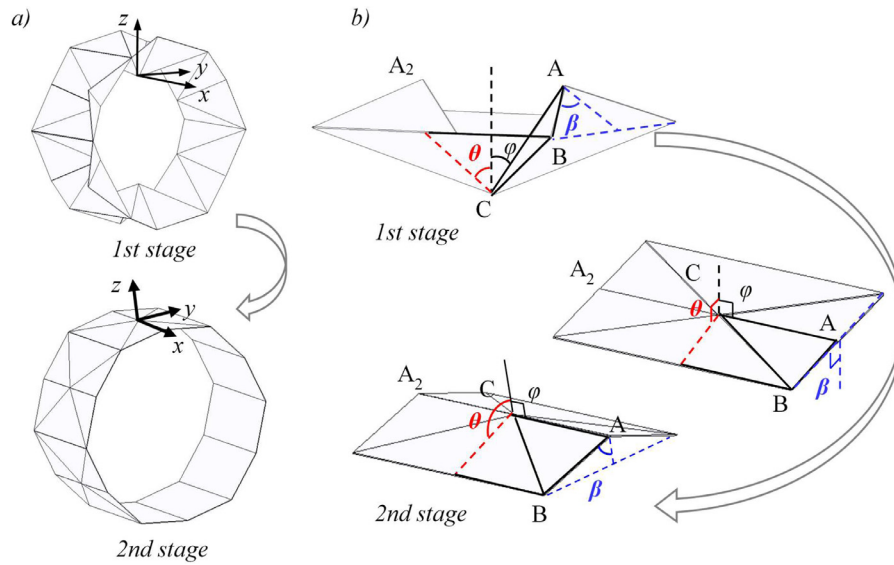 a)
z
y
x
1st stage
z
y
x
2nd stage
b)
A₂
A
β
B
θ
φ
C
1st stage
A₂
C
φ
θ
A
β
B
A₂
C
φ
θ
A
β
B
2nd stage